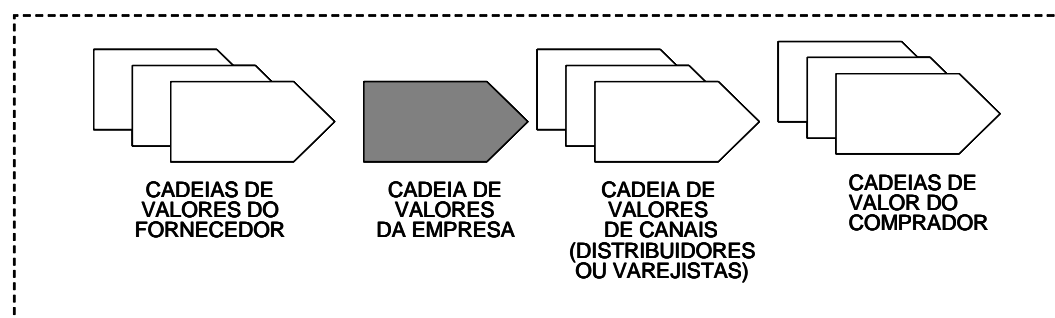 CADEIAS DE
VALORES DO
FORNECEDOR
CADEIA DE
VALORES
DA EMPRESA
CADEIA DE
VALORES
DE CANAIS
(DISTRIBUIDORES
OU VAREJISTAS)
CADEIAS DE
VALOR DO
COMPRADOR